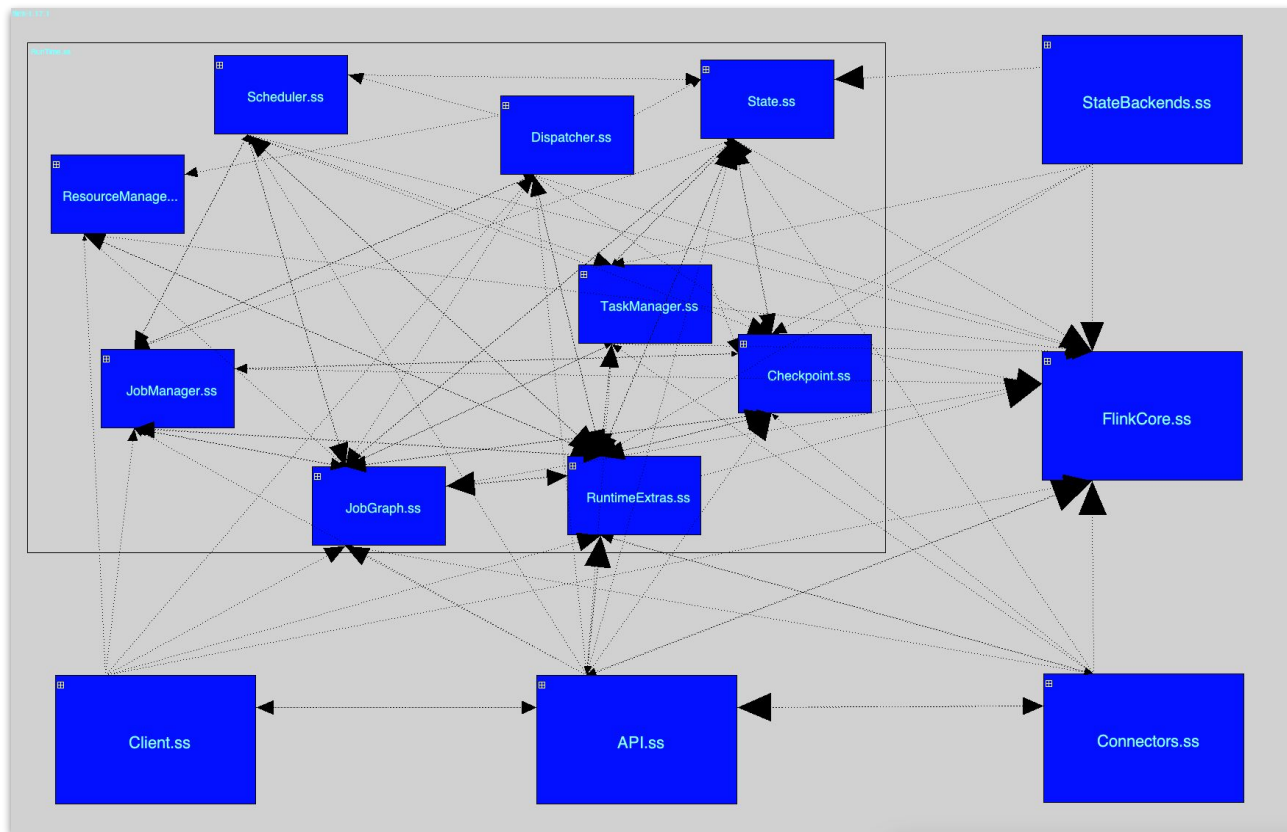 Scheduler.ss
State.ss
StateBackends.ss
Dispatcher.ss
ResourceManage...
TaskManager.ss
JobManager.ss
Checkpoint.ss
FlinkCore.ss
JobGraph.ss
RuntimeExtras.ss
Client.ss
API.ss
Connectors.ss